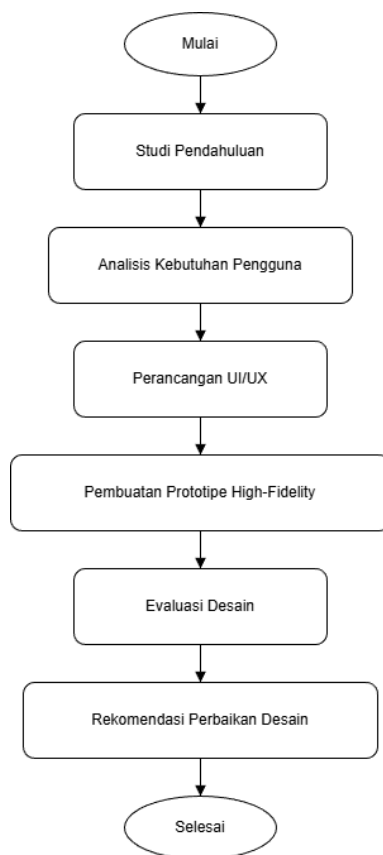 Mulai
Studi Pendahuluan
Analisis Kebutuhan Pengguna
Perancangan UI/UX
Pembuatan Prototipe High-Fidelity
Evaluasi Desain
Rekomendasi Perbaikan Desain
Selesai